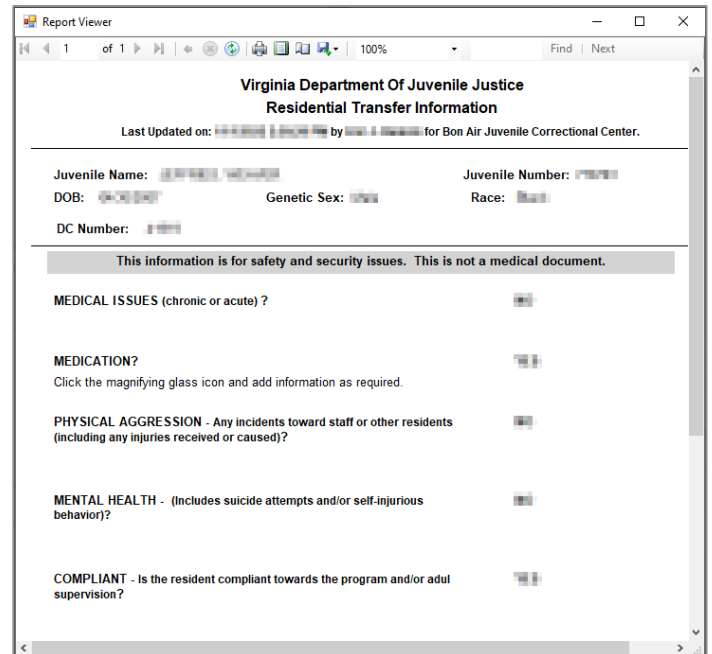 Report Viewer
1 of 1 100% Find | Next
Virginia Department Of Juvenile Justice
Residential Transfer Information
Last Updated on: by for Bon Air Juvenile Correctional Center.
Juvenile Name: Juvenile Number:
DOB: Genetic Sex: Race:
DC Number:
This information is for safety and security issues. This is not a medical document.
MEDICAL ISSUES (chronic or acute) ?
MEDICATION?
Click the magnifying glass icon and add information as required.
PHYSICAL AGGRESSION - Any incidents toward staff or other residents
(including any injuries received or caused)?
MENTAL HEALTH - (Includes suicide attempts and/or self-injurious
behavior)?
COMPLIANT - Is the resident compliant towards the program and/or adul
supervision?